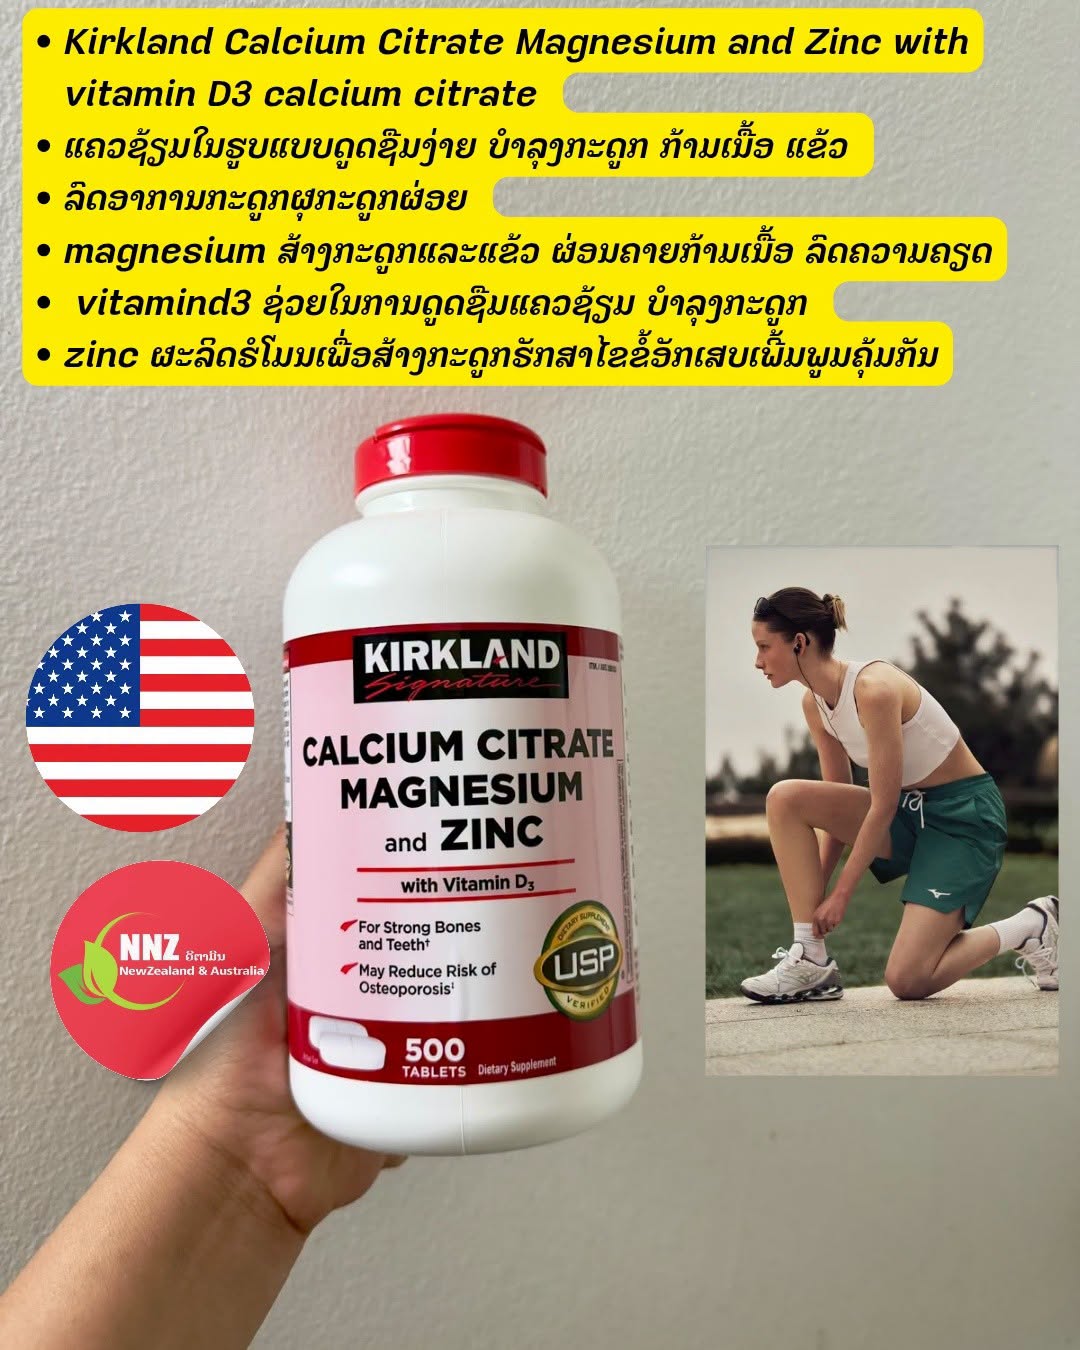 • Kirkland Calcium Citrate Magnesium and Zinc with
vitamin D3 calcium citrate
• ແຄວຊ້ຽມໃນຮູບແບບດູດຊືມງ່າຍ ບຳລຸງກະດູກ ກ້າມເນື້ອ ແຂ້ວ
• ລົດອາການກະດູກຜຸກະດູກຜ່ອຍ
• magnesium ສ້າງກະດູກແລະແຂ້ວ ຜ່ອນຄາຍກ້າມເນື້ອ ລົດຄວາມຄຽດ
• vitamind3 ຊ່ວຍໃນການດູດຊືມແຄວຊ້ຽມ ບຳລຸງກະດູກ
• zinc ຜະລິດຮໍໂມນເພື່ອສ້າງກະດູກຮັກສາໄຂຂໍ້ອັກເສບເພີ້ມພູມຄຸ້ມກັນ
KIRKLAND
Signature
CALCIUM CITRATE
MAGNESIUM
and ZINC
with Vitamin D3
For Strong Bones
and Teeth†
May Reduce Risk of
Osteoporosis‡
DIETARY SUPPLEMENT
USP
VERIFIED
500
TABLETS
Dietary Supplement
NNZ ວິຕາມິນ
NewZealand & Australia